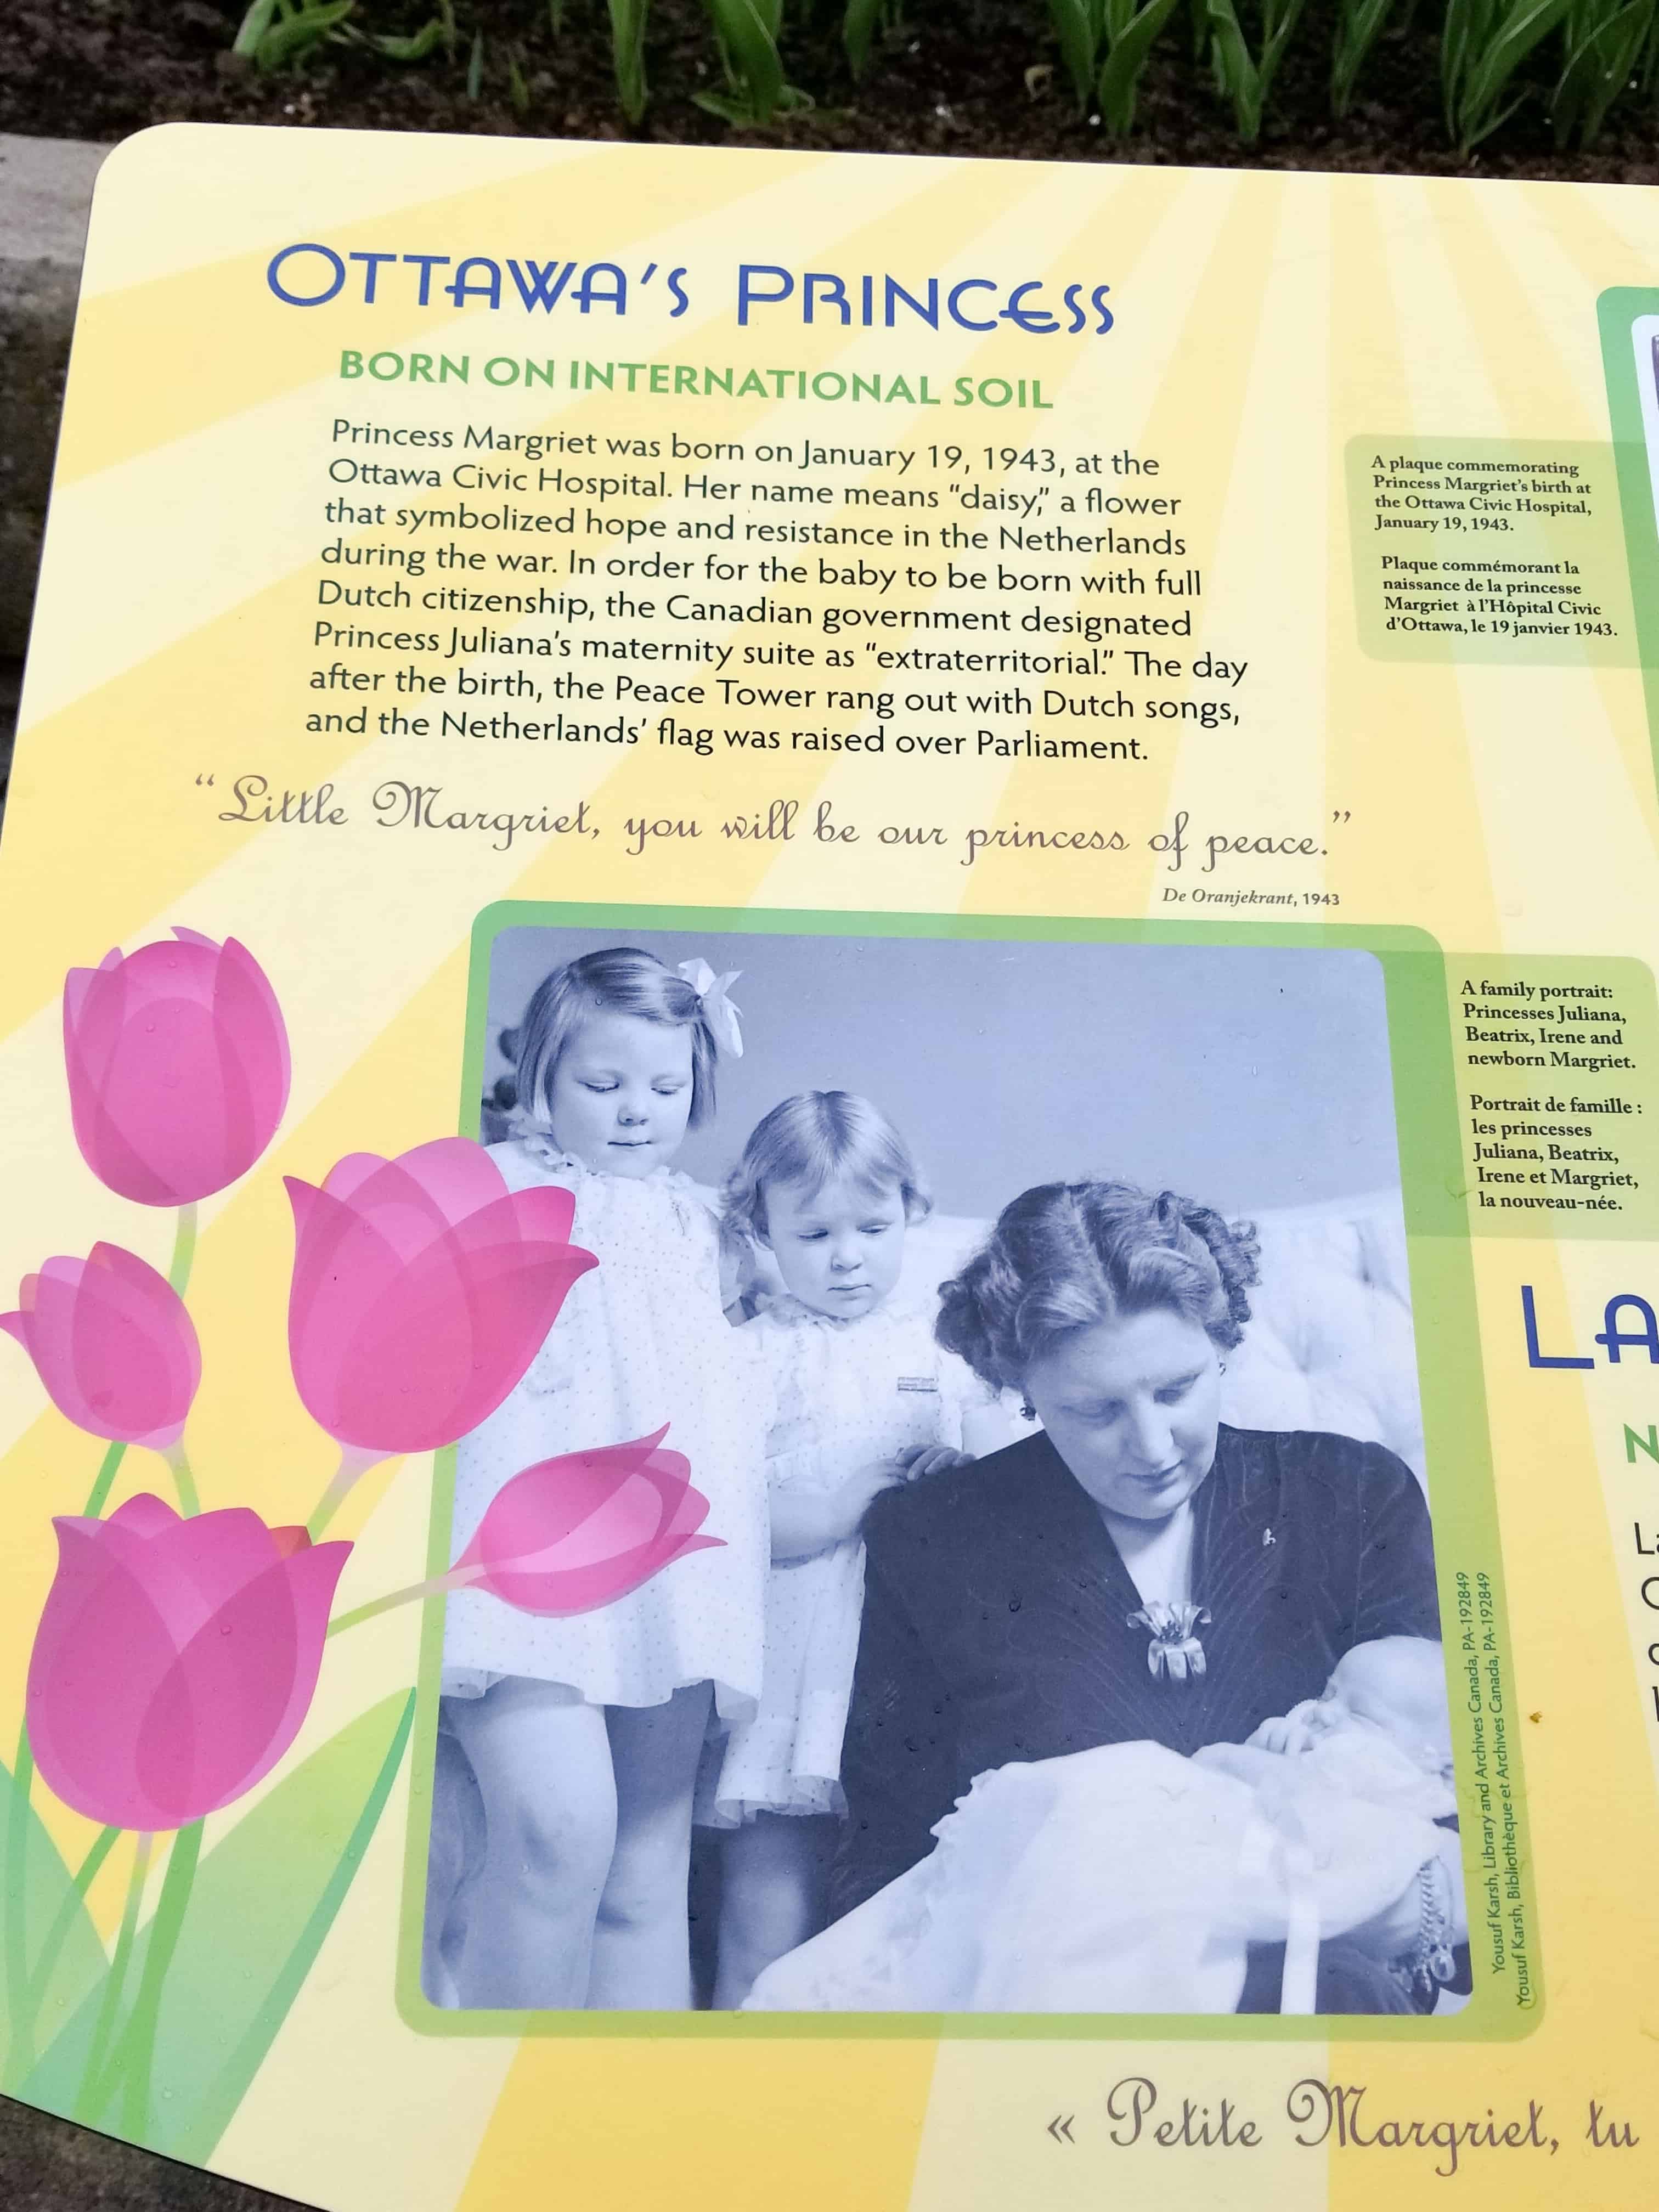 OTTAWA'S PRINCESS
BORN ON INTERNATIONAL SOIL
Princess Margriet was born on January 19, 1943, at the
Ottawa Civic Hospital. Her name means "daisy," a flower
that symbolized hope and resistance in the Netherlands
during the war. In order for the baby to be born with full
Dutch citizenship, the Canadian government designated
Princess Juliana's maternity suite as "extraterritorial." The day
after the birth, the Peace Tower rang out with Dutch songs,
and the Netherlands' flag was raised over Parliament.
"Little Margriet, you will be our princess of peace."
De Oranjekrant, 1943
A plaque commemorating
Princess Margriet's birth at
the Ottawa Civic Hospital,
January 19, 1943.
Plaque commémorant la
naissance de la princesse
Margriet à l'Hôpital Civic
d'Ottawa, le 19 janvier 1943.
A family portrait:
Princesses Juliana,
Beatrix, Irene and
newborn Margriet.
Portrait de famille :
les princesses
Juliana, Beatrix,
Irene et Margriet,
la nouveau-née.
Yousuf Karsh, Library and Archives Canada, PA-192849
Yousuf Karsh, Bibliothèque et Archives Canada, PA-192849
LA
N
« Petite Margriet, tu